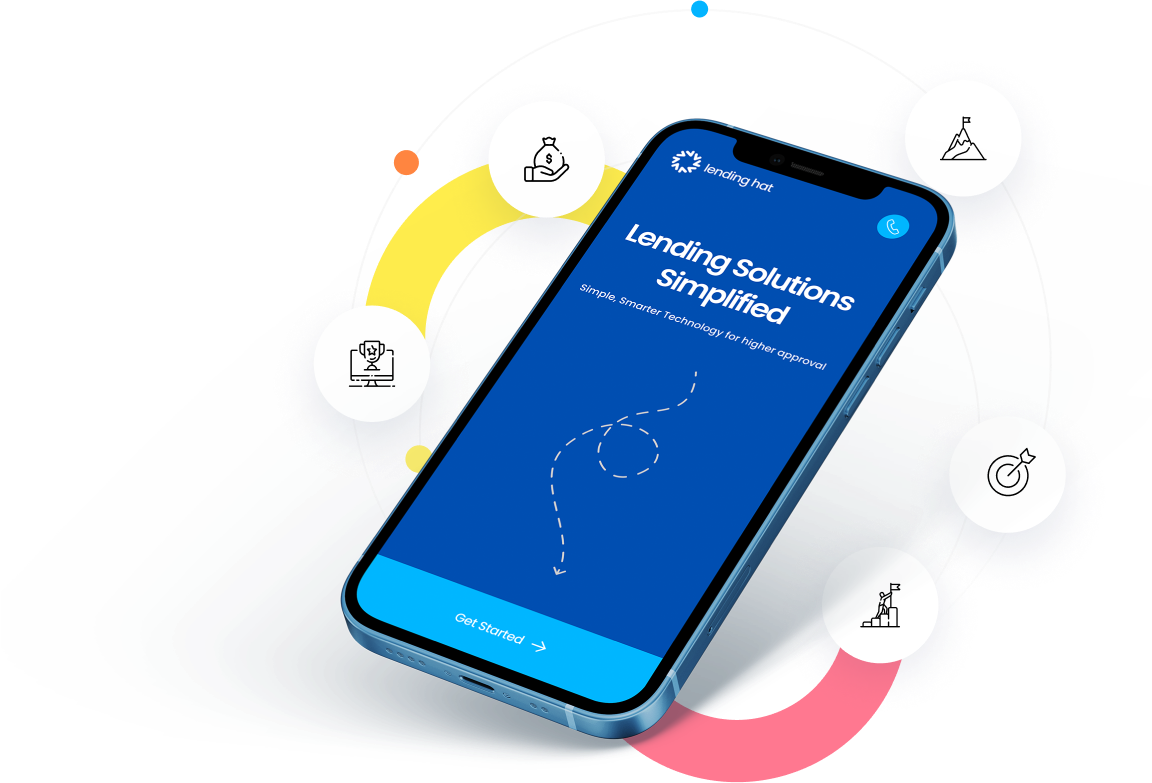 lending hat
Lending Solutions
Simplified
Simple, Smarter Technology for higher approval
Get Started
$